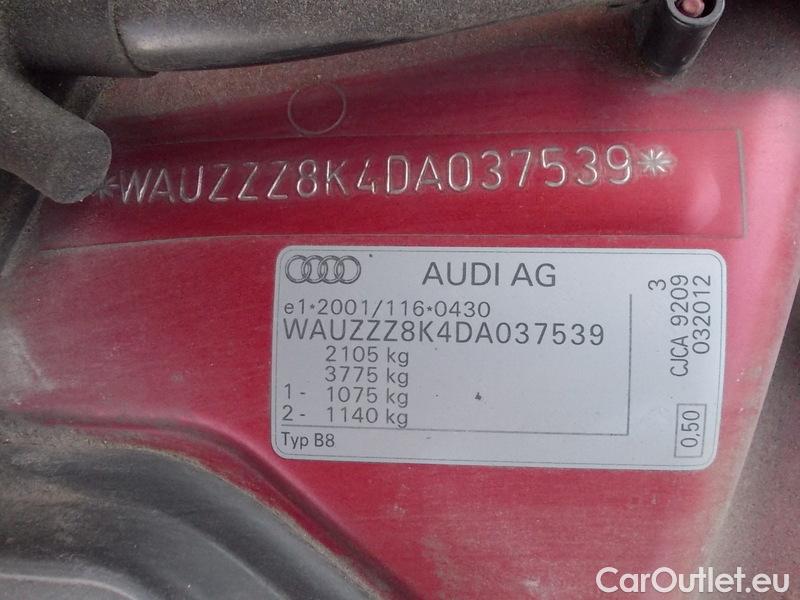 *WAUZZZ8K4DA037539*
AUDI AG
e1*2001/116*0430
WAUZZZ8K4DA037539
2105 kg
3775 kg
1- 1075 kg
2- 1140 kg
Typ B8
3
CJCA 9209
032012
0,50
CarOutlet.eu